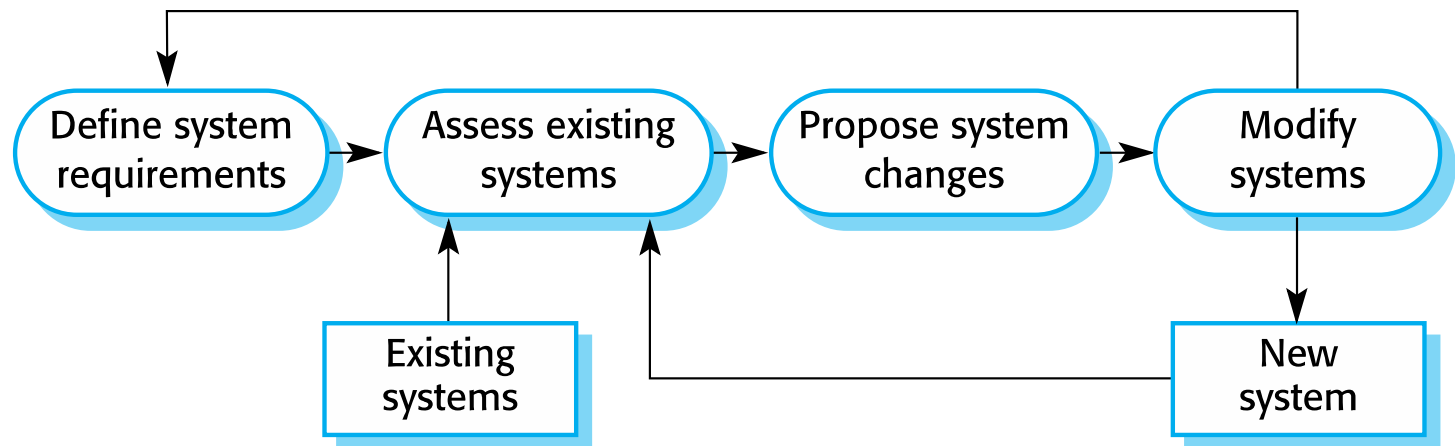 Define system
requirements
Assess existing
systems
Propose system
changes
Modify
systems
Existing
systems
New
system